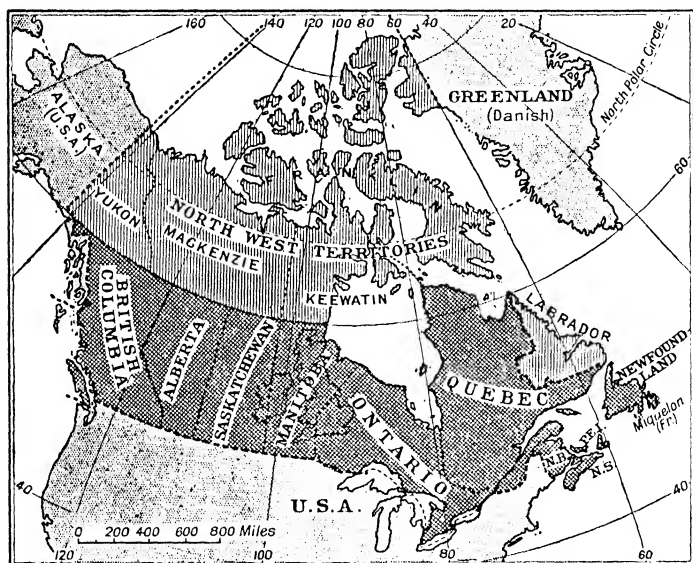 160 140 120 100 80 60 40 20
North Polar Circle
GREENLAND
(Danish)
ALASKA
(U.S.A.)
60
YUKON
NORTH WEST TERRITORIES
FRANKLIN
MACKENZIE
KEEWATIN
LABRADOR
BRITISH
COLUMBIA
ALBERTA
SASKATCHEWAN
MANITOBA
ONTARIO
QUEBEC
NEWFOUND
LAND
Miquelon
(Fr.)
P.E.I.
N.B.
N.S.
U.S.A.
40
40
0 200 400 600 800 Miles
120 100 80 60